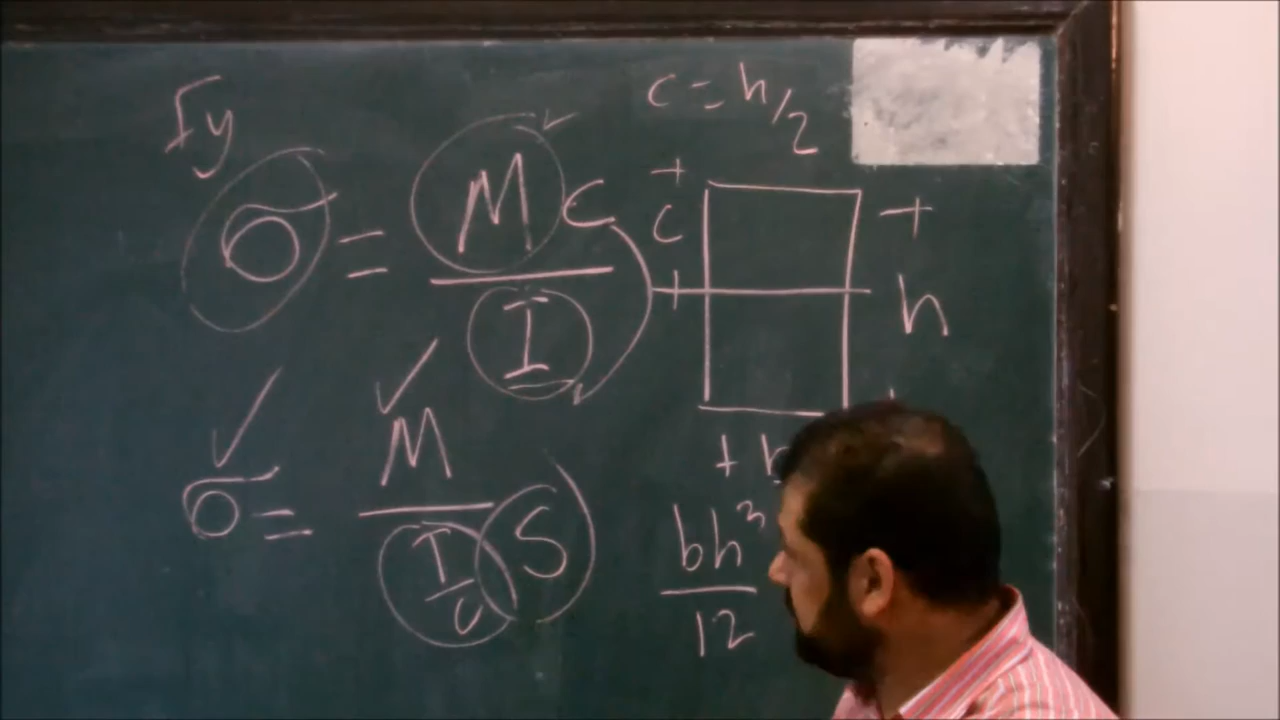 Fy
σ = Mc / I
σ = M / (I/c) S
c = h/2
c
h
b
bh³ / 12